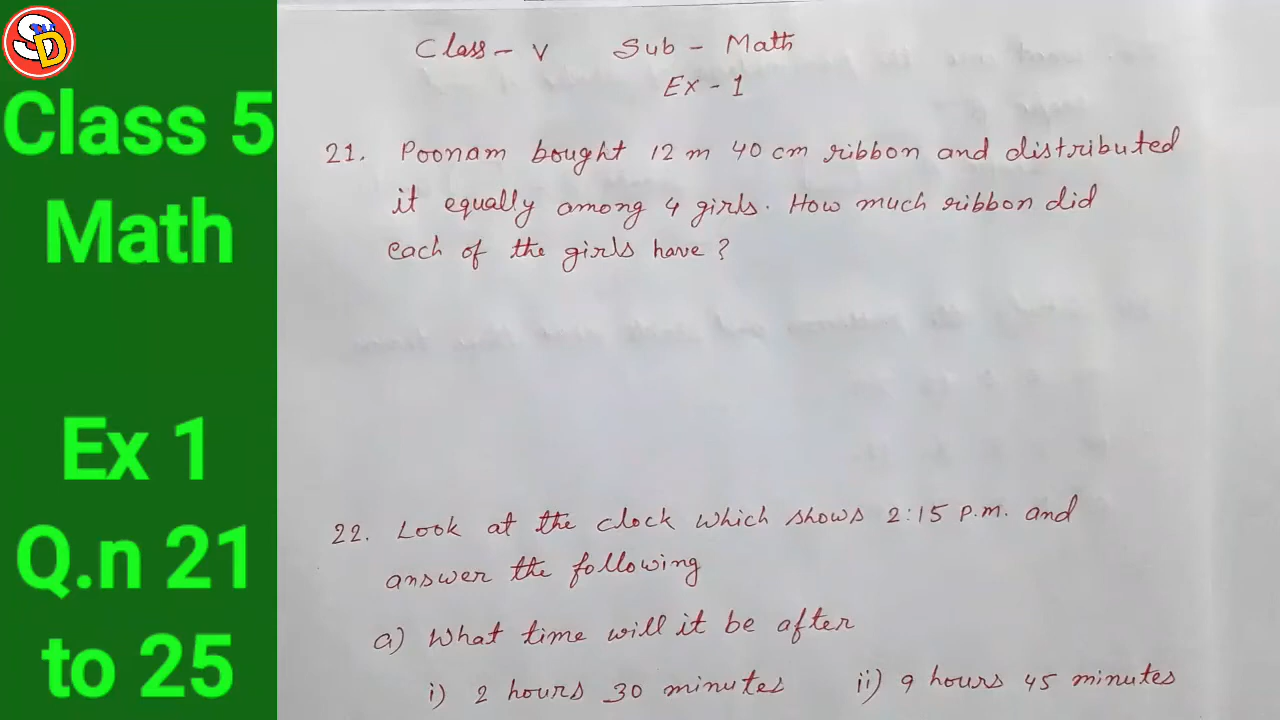 SD
Class 5
Math
Ex 1
Q.n 21
to 25
Class - V Sub - Math
Ex - 1
21. Poonam bought 12 m 40 cm ribbon and distributed
it equally among 4 girls. How much ribbon did
each of the girls have ?
22. Look at the clock which shows 2:15 p.m. and
answer the following
a) What time will it be after
i) 2 hours 30 minutes ii) 9 hours 45 minutes